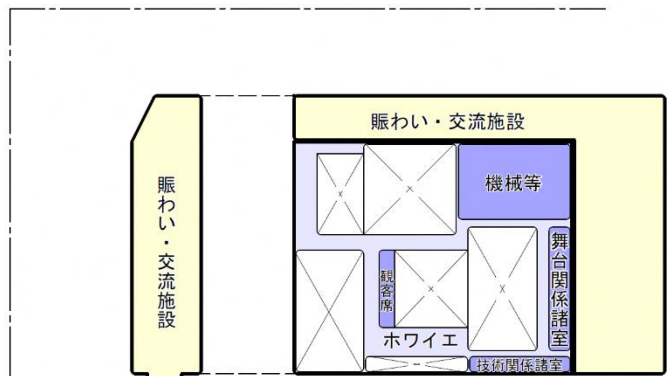 賑わい・交流施設
機械等
賑わい・交流施設
舞台関係諸室
観客席
ホワイエ
技術関係諸室